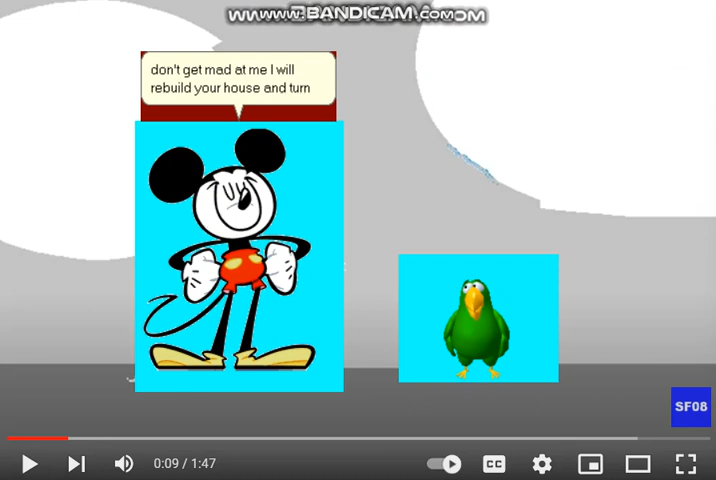 www.BANDICAM.com
don't get mad at me I will
rebuild your house and turn
SF08
0:09 / 1:47
CC